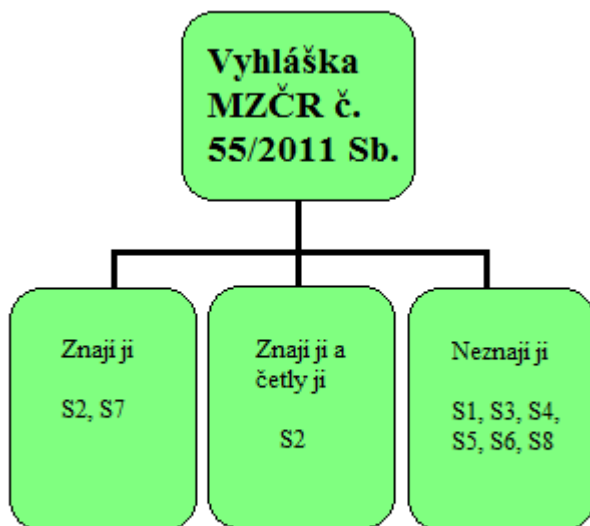 Vyhláška
MZČR č.
55/2011 Sb.
Znají ji
S2, S7
Znají ji a
četly ji
S2
Neznají ji
S1, S3, S4,
S5, S6, S8